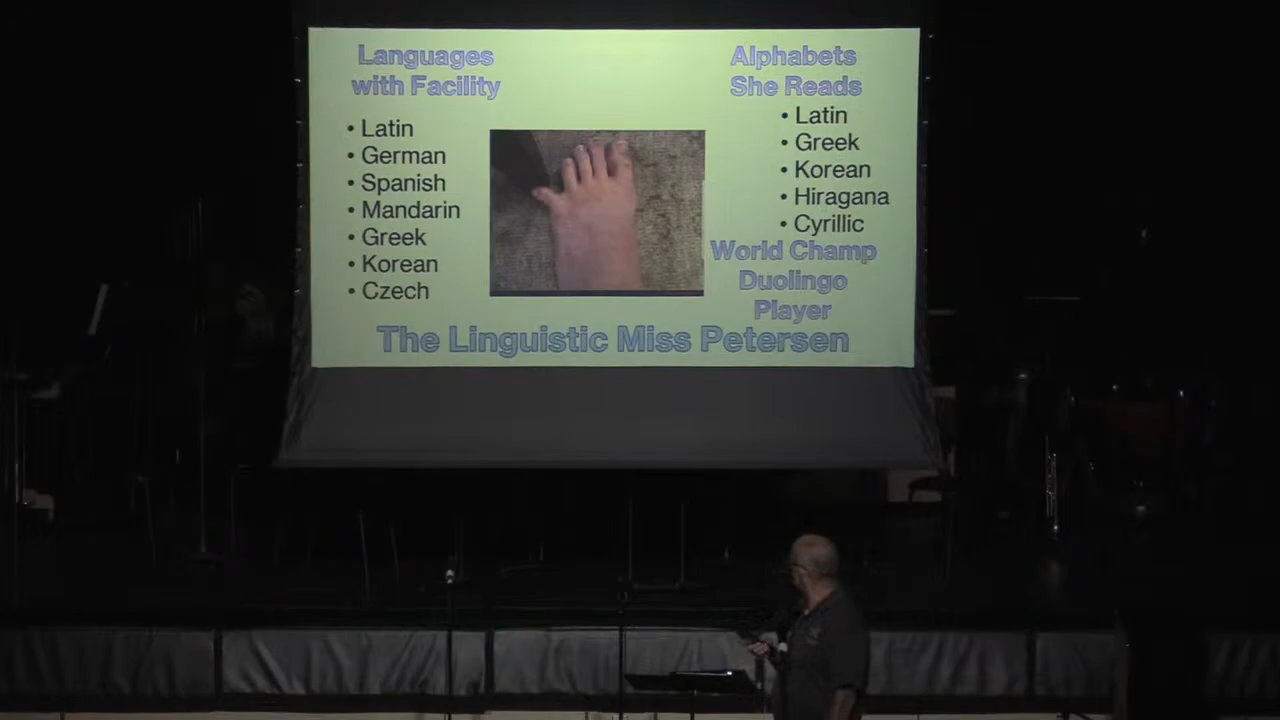 Languages
with Facility
• Latin
• German
• Spanish
• Mandarin
• Greek
• Korean
• Czech
Alphabets
She Reads
• Latin
• Greek
• Korean
• Hiragana
• Cyrillic
World Champ
Duolingo
Player
The Linguistic Miss Petersen